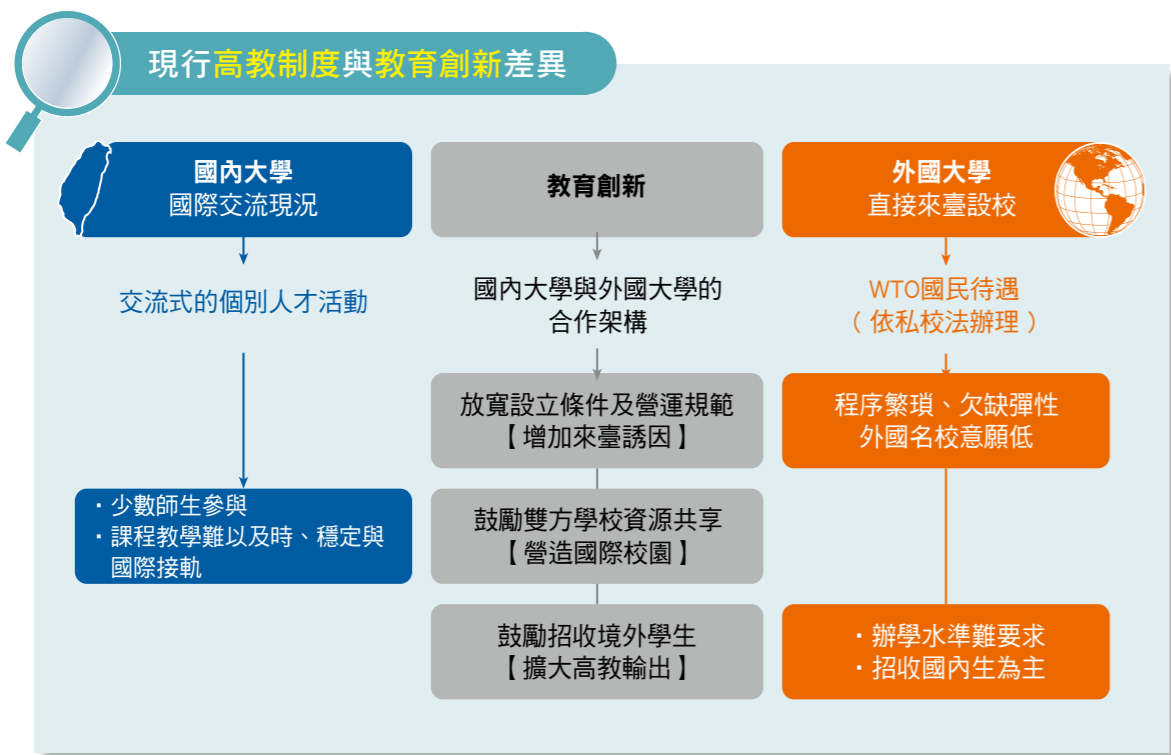 現行高教制度與教育創新差異
國內大學
國際交流現況
交流式的個別人才活動
・少數師生參與
・課程教學難以及時、穩定與
國際接軌
教育創新
國內大學與外國大學的
合作架構
放寬設立條件及營運規範
【增加來臺誘因】
鼓勵雙方學校資源共享
【營造國際校園】
鼓勵招收境外學生
【擴大高教輸出】
外國大學
直接來臺設校
WTO國民待遇
（依私校法辦理）
程序繁瑣、欠缺彈性
外國名校意願低
・辦學水準難要求
・招收國內生為主